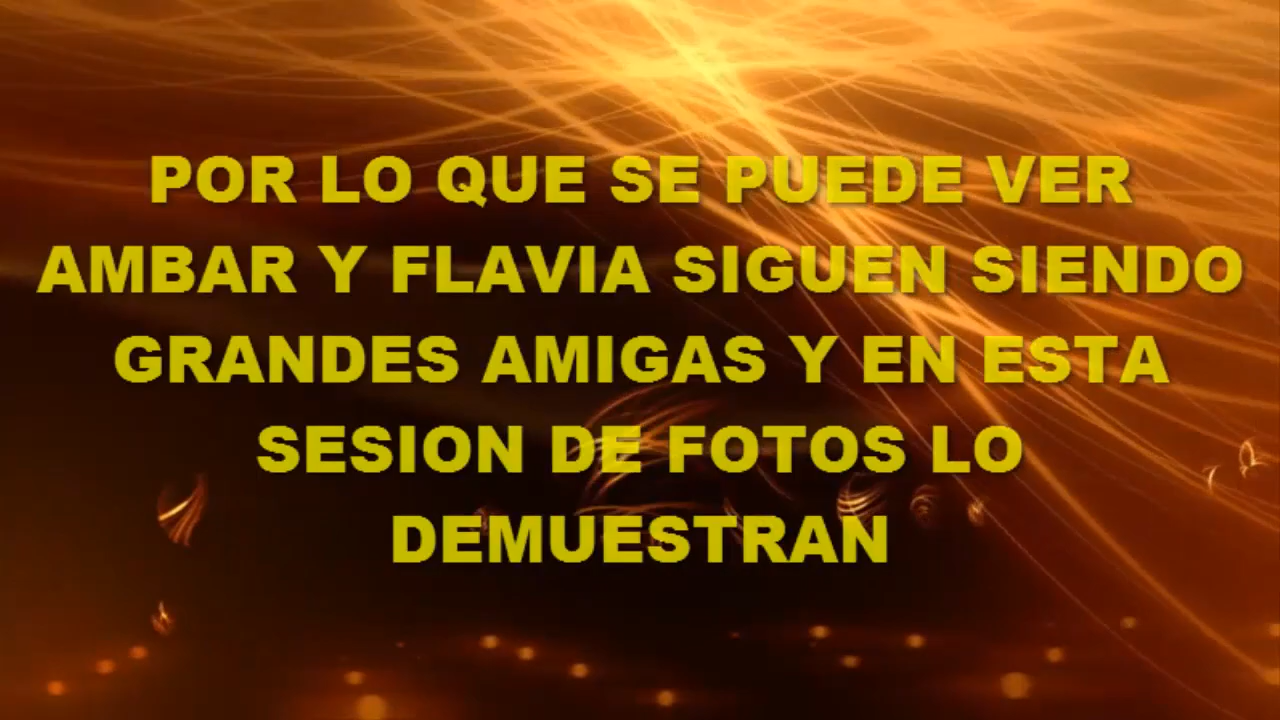 POR LO QUE SE PUEDE VER
AMBAR Y FLAVIA SIGUEN SIENDO
GRANDES AMIGAS Y EN ESTA
SESION DE FOTOS LO
DEMUESTRAN